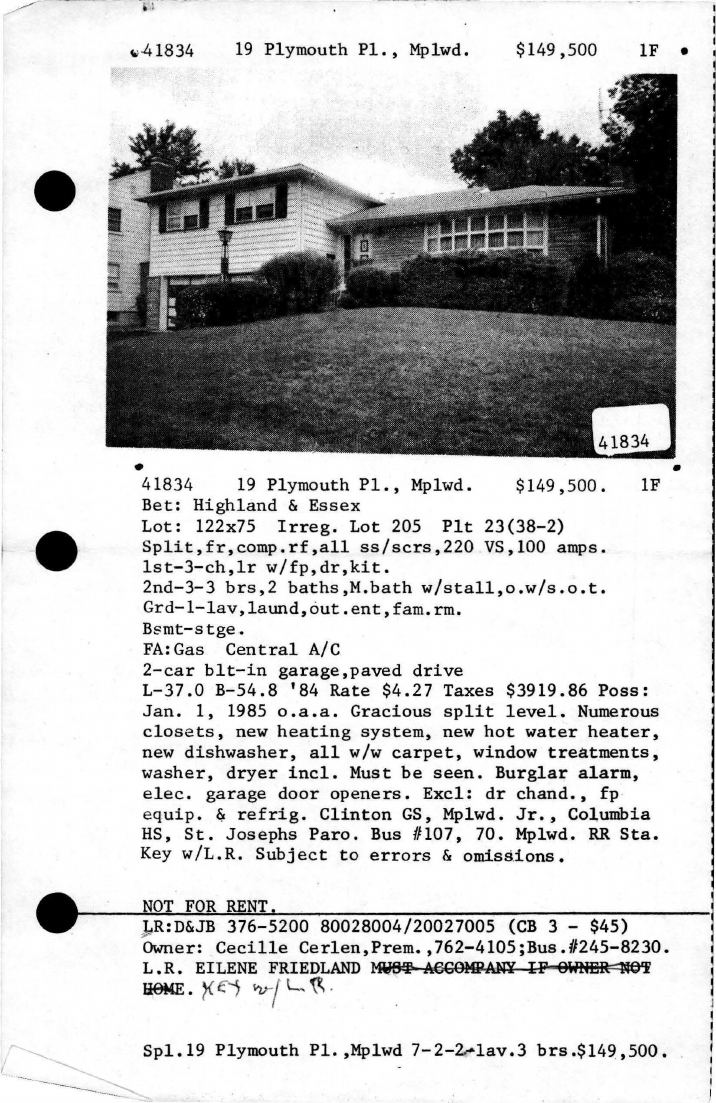 41834 19 Plymouth Pl., Mplwd. $149,500 1F
41834
41834 19 Plymouth Pl., Mplwd. $149,500. 1F
Bet: Highland & Essex
Lot: 122x75 Irreg. Lot 205 Plt 23(38-2)
Split,fr,comp.rf,all ss/scrs,220 VS,100 amps.
1st-3-ch,lr w/fp,dr,kit.
2nd-3-3 brs,2 baths,M.bath w/stall,o.w/s.o.t.
Grd-1-lav,laund,out.ent,fam.rm.
Bsmt-stge.
FA:Gas Central A/C
2-car blt-in garage,paved drive
L-37.0 B-54.8 '84 Rate $4.27 Taxes $3919.86 Poss:
Jan. 1, 1985 o.a.a. Gracious split level. Numerous
closets, new heating system, new hot water heater,
new dishwasher, all w/w carpet, window treatments,
washer, dryer incl. Must be seen. Burglar alarm,
elec. garage door openers. Excl: dr chand., fp
equip. & refrig. Clinton GS, Mplwd. Jr., Columbia
HS, St. Josephs Paro. Bus #107, 70. Mplwd. RR Sta.
Key w/L.R. Subject to errors & omissions.
NOT FOR RENT.
LR:D&JB 376-5200 80028004/20027005 (CB 3 - $45)
Owner: Cecille Cerlen,Prem.,762-4105;Bus.#245-8230.
L.R. EILENE FRIEDLAND MUST ACCOMPANY IF OWNER NOT
HOME. KEY w/L.R.
Spl.19 Plymouth Pl.,Mplwd 7-2-2-lav.3 brs.$149,500.